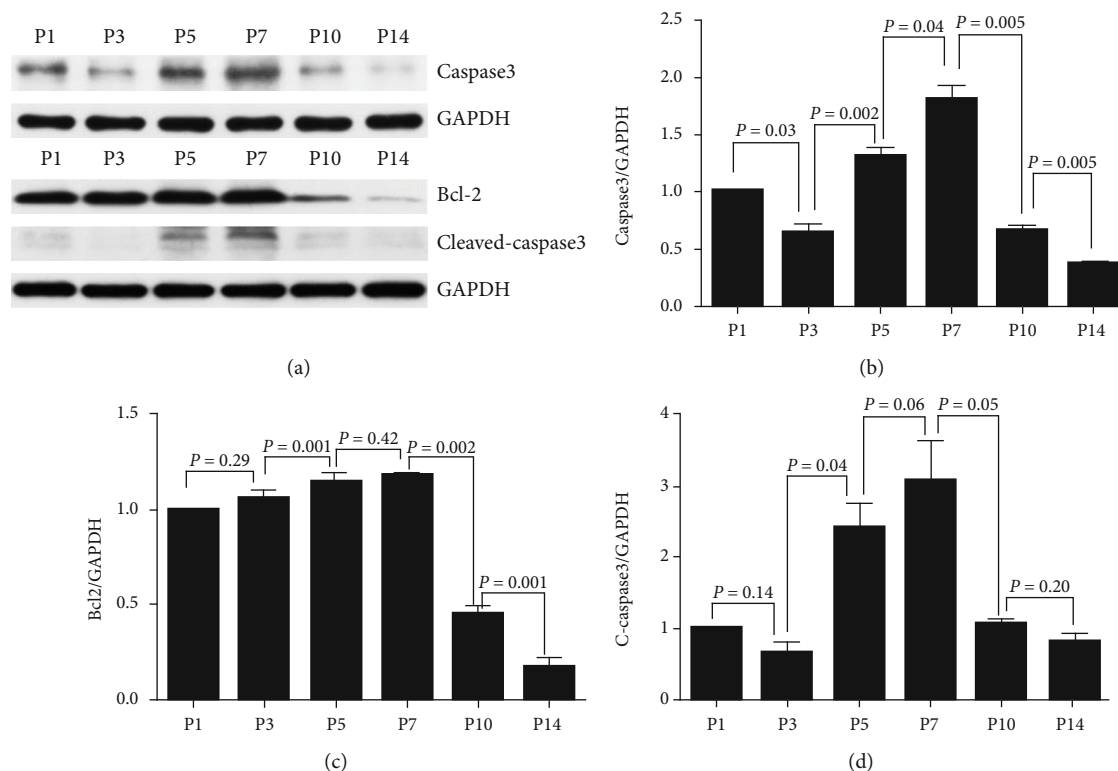 P1 P3 P5 P7 P10 P14
Caspase3
GAPDH
P1 P3 P5 P7 P10 P14
Bcl-2
Cleaved-caspase3
GAPDH
(a)
Caspase3/GAPDH
2.5
2.0
1.5
1.0
0.5
0.0
P = 0.03
P = 0.002
P = 0.04
P = 0.005
P = 0.005
P1 P3 P5 P7 P10 P14
(b)
Bcl2/GAPDH
1.5
1.0
0.5
0.0
P = 0.29
P = 0.001
P = 0.42
P = 0.002
P = 0.001
P1 P3 P5 P7 P10 P14
(c)
C-caspase3/GAPDH
4
3
2
1
0
P = 0.14
P = 0.04
P = 0.06
P = 0.05
P = 0.20
P1 P3 P5 P7 P10 P14
(d)